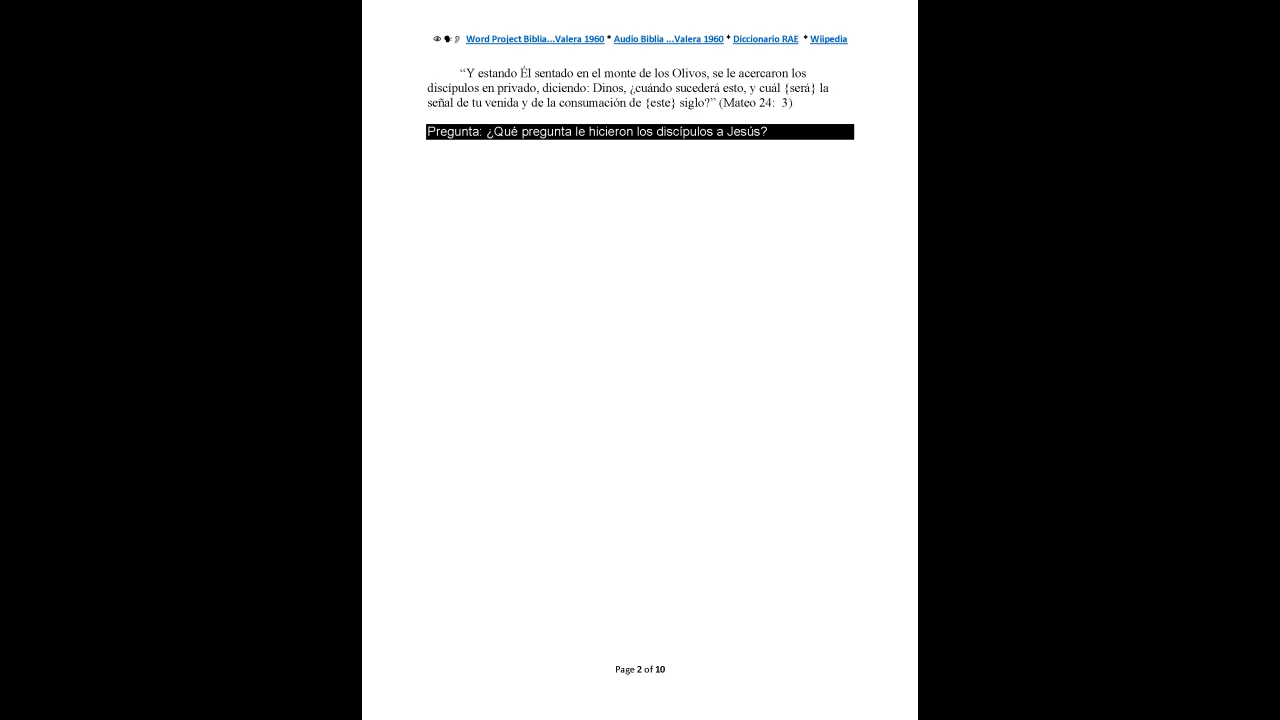 👁 🗣 👂 Word Project Biblia...Valera 1960 * Audio Biblia ...Valera 1960 * Diccionario RAE * Wiipedia
“Y estando Él sentado en el monte de los Olivos, se le acercaron los
discípulos en privado, diciendo: Dinos, ¿cuándo sucederá esto, y cuál {será} la
señal de tu venida y de la consumación de {este} siglo?” (Mateo 24: 3)
Pregunta: ¿Qué pregunta le hicieron los discípulos a Jesús?
Page 2 of 10